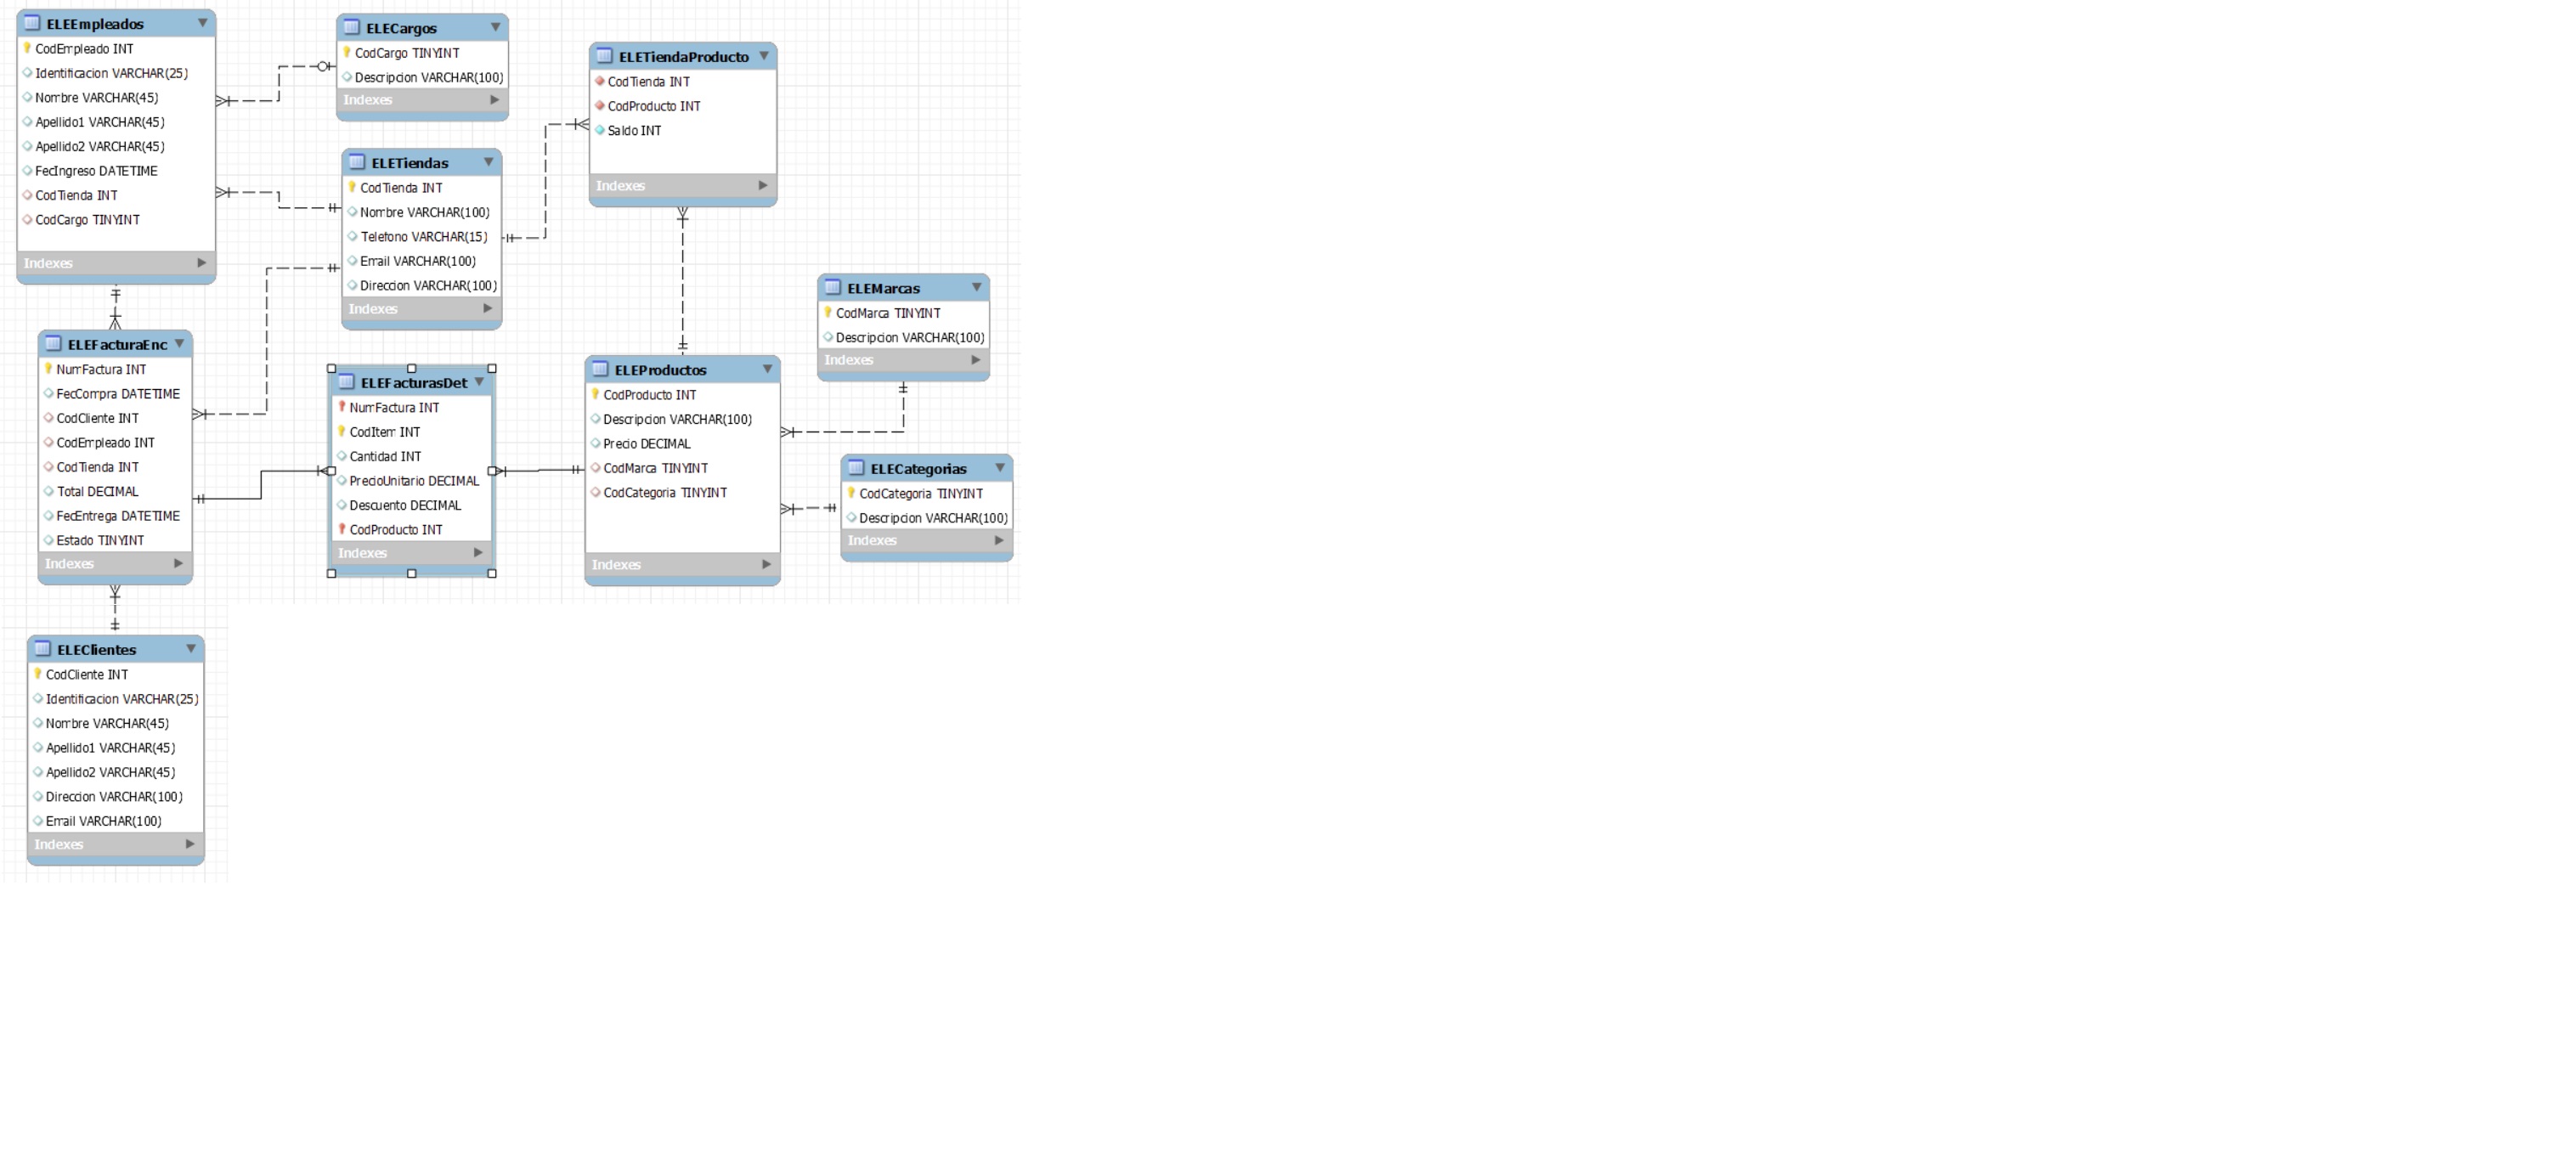 ELEEmpleados
CodEmpleado INT
Identificacion VARCHAR(25)
Nombre VARCHAR(45)
Apellido1 VARCHAR(45)
Apellido2 VARCHAR(45)
FecIngreso DATETIME
CodTienda INT
CodCargo TINYINT
Indexes
ELECargos
CodCargo TINYINT
Descripcion VARCHAR(100)
Indexes
ELETiendas
CodTienda INT
Nombre VARCHAR(100)
Telefono VARCHAR(15)
Email VARCHAR(100)
Direccion VARCHAR(100)
Indexes
ELETiendaProducto
CodTienda INT
CodProducto INT
Saldo INT
Indexes
ELEMarcas
CodMarca TINYINT
Descripcion VARCHAR(100)
Indexes
ELEFacturaEnc
NumFactura INT
FecCompra DATETIME
CodCliente INT
CodEmpleado INT
CodTienda INT
Total DECIMAL
FecEntrega DATETIME
Estado TINYINT
Indexes
ELEFacturasDet
NumFactura INT
CodItem INT
Cantidad INT
PrecioUnitario DECIMAL
Descuento DECIMAL
CodProducto INT
Indexes
ELEProductos
CodProducto INT
Descripcion VARCHAR(100)
Precio DECIMAL
CodMarca TINYINT
CodCategoria TINYINT
Indexes
ELECategorias
CodCategoria TINYINT
Descripcion VARCHAR(100)
Indexes
ELEClientes
CodCliente INT
Identificacion VARCHAR(25)
Nombre VARCHAR(45)
Apellido1 VARCHAR(45)
Apellido2 VARCHAR(45)
Direccion VARCHAR(100)
Email VARCHAR(100)
Indexes